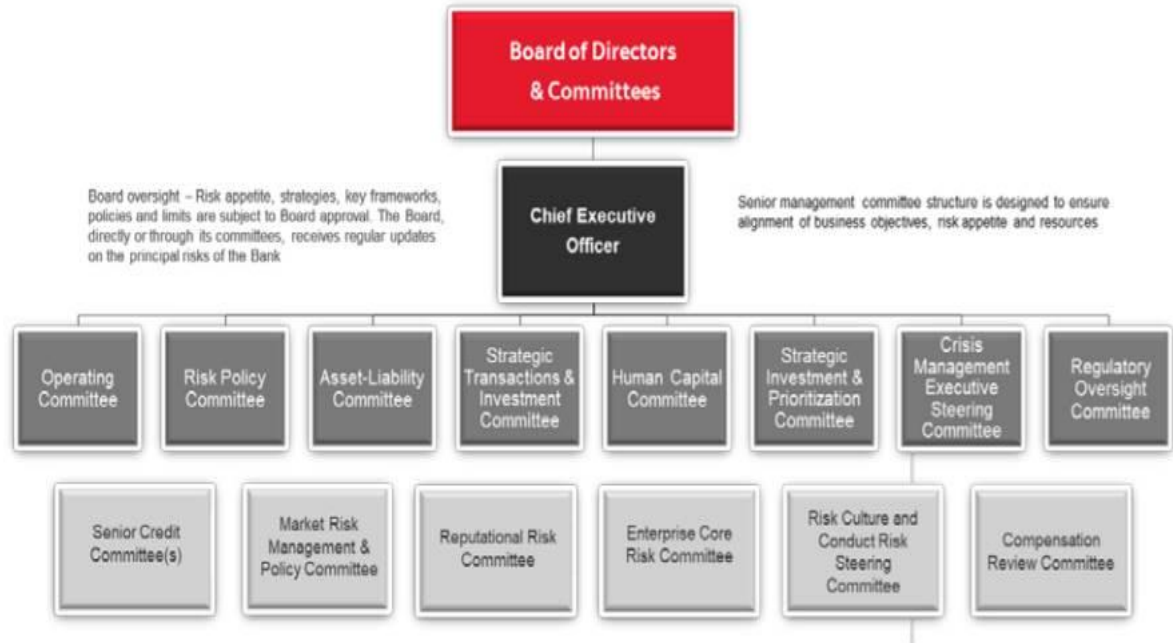 Board of Directors
& Committees
Board oversight – Risk appetite, strategies, key frameworks,
policies and limits are subject to Board approval. The Board,
directly or through its committees, receives regular updates
on the principal risks of the Bank
Chief Executive
Officer
Senior management committee structure is designed to ensure
alignment of business objectives, risk appetite and resources
Operating
Committee
Risk Policy
Committee
Asset-Liability
Committee
Strategic
Transactions &
Investment
Committee
Human Capital
Committee
Strategic
Investment &
Prioritization
Committee
Crisis
Management
Executive
Steering
Committee
Regulatory
Oversight
Committee
Senior Credit
Committee(s)
Market Risk
Management &
Policy Committee
Reputational Risk
Committee
Enterprise Core
Risk Committee
Risk Culture and
Conduct Risk
Steering
Committee
Compensation
Review Committee